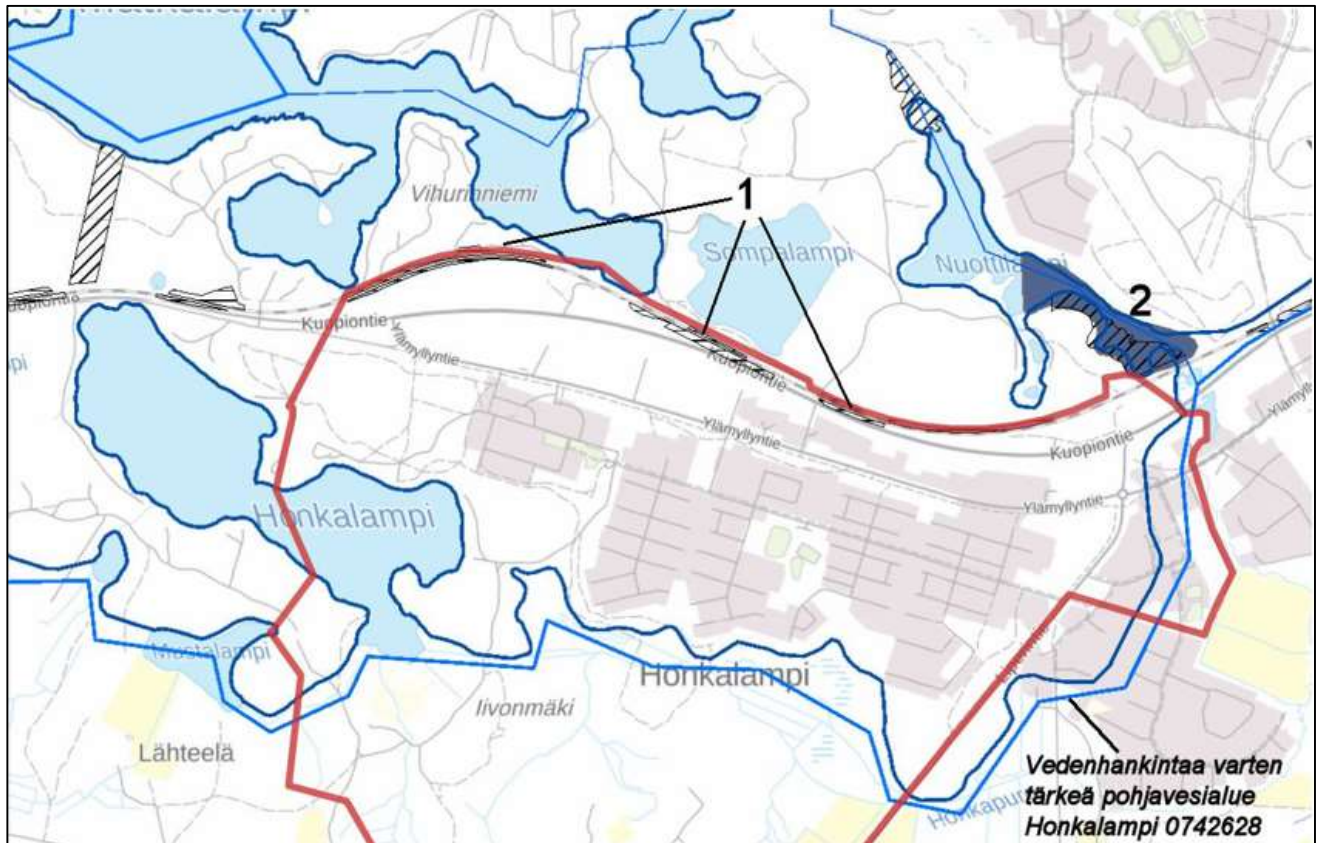 Vihurinniemi
1
Sompalampi
Nuottilampi
2
Kuopiontie
Kuopiontie
Ylämyllyntie
Kuopiontie
Ylämyllyntie
Kuopiontie
Ylämyllyntie
Honkalampi
Mustalampi
Honkalampi
Iivonmäki
Lähteelä
Vedenhankintaa varten
tärkeä pohjavesialue
Honkalampi 0742628